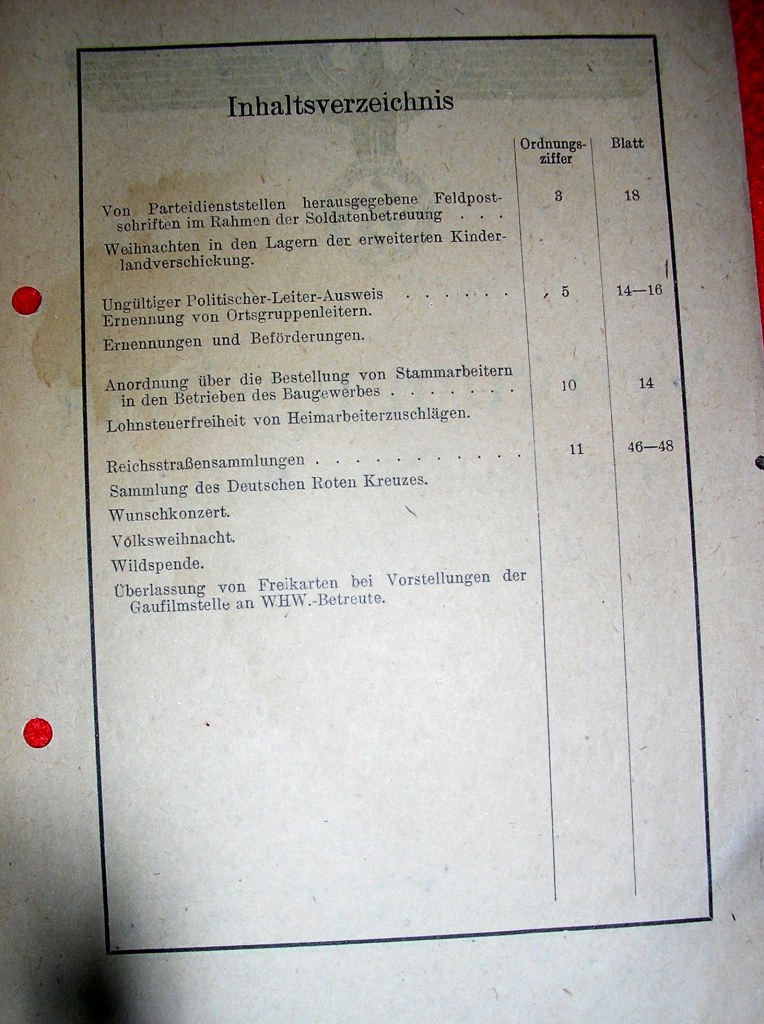 Inhaltsverzeichnis
Ordnungs- Blatt
ziffer
Von Parteidienststellen herausgegebene Feldpost- 3 18
schriften im Rahmen der Soldatenbetreuung . . .
Weihnachten in den Lagern der erweiterten Kinder-
landverschickung.
Ungültiger Politischer-Leiter-Ausweis . . . . . . 5 14—16
Ernennung von Ortsgruppenleitern.
Ernennungen und Beförderungen.
Anordnung über die Bestellung von Stammarbeitern
in den Betrieben des Baugewerbes . . . . . . . 10 14
Lohnsteuerfreiheit von Heimarbeiterzuschlägen.
Reichsstraßensammlungen . . . . . . . . . . . 11 46—48
Sammlung des Deutschen Roten Kreuzes.
Wunschkonzert.
Volksweihnacht.
Wildspende.
Überlassung von Freikarten bei Vorstellungen der
Gaufilmstelle an WHW.-Betreute.